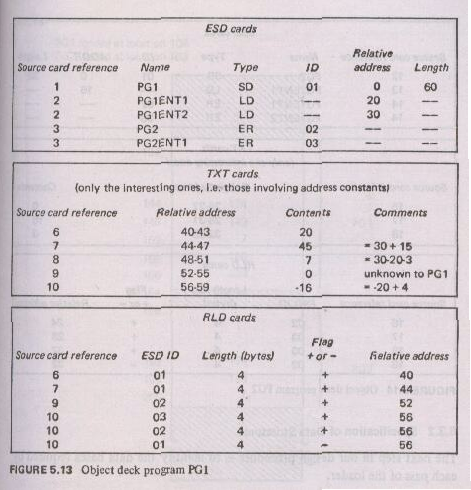 ESD cards
Source card reference Name Type ID Relative address Length
1 PG1 SD 01 0 60
2 PG1ENT1 LD -- 20
2 PG1ENT2 LD -- 30
3 PG2 ER 02
3 PG2ENT1 ER 03
TXT cards
(only the interesting ones, i.e. those involving address constants)
Source card reference Relative address Contents Comments
6 40-43 20
7 44-47 45 = 30 + 15
8 48-51 7 = 30-20-3
9 52-55 0 unknown to PG1
10 56-59 -16 = -20 + 4
RLD cards
Source card reference ESD ID Length (bytes) Flag + or - Relative address
6 01 4 + 40
7 01 4 + 44
9 02 4 + 52
10 03 4 + 56
10 02 4 + 56
10 01 4 - 56
FIGURE 5.13 Object deck program PG1